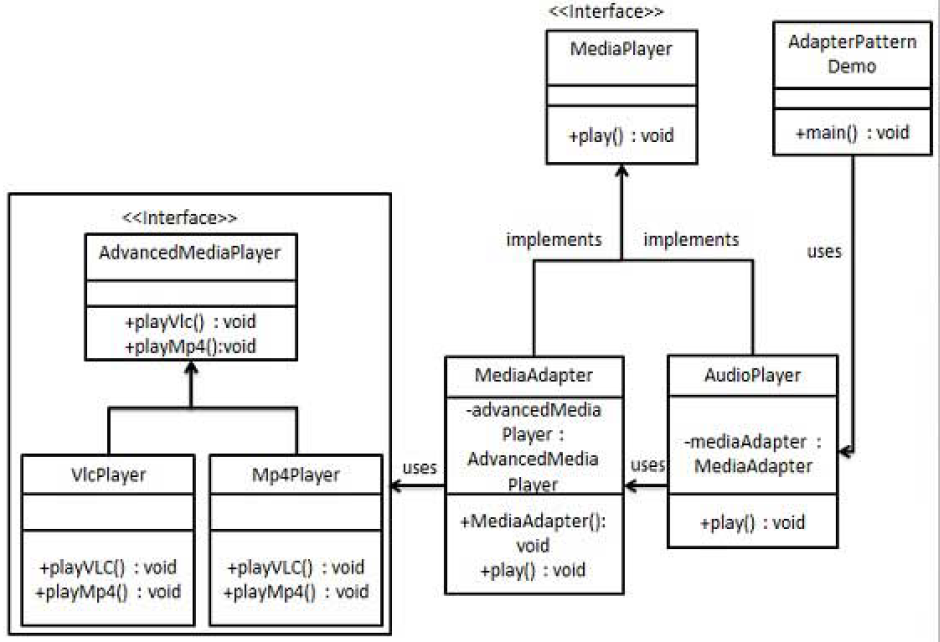 <<Interface>>
MediaPlayer
+play() : void
AdapterPattern
Demo
+main() : void
implements
implements
uses
<<Interface>>
AdvancedMediaPlayer
+playVlc() : void
+playMp4():void
VlcPlayer
+playVLC() : void
+playMp4() : void
Mp4Player
+playVLC() : void
+playMp4() : void
uses
MediaAdapter
-advancedMedia
Player :
AdvancedMedia
Player
+MediaAdapter():
void
+play() : void
uses
AudioPlayer
-mediaAdapter :
MediaAdapter
+play() : void